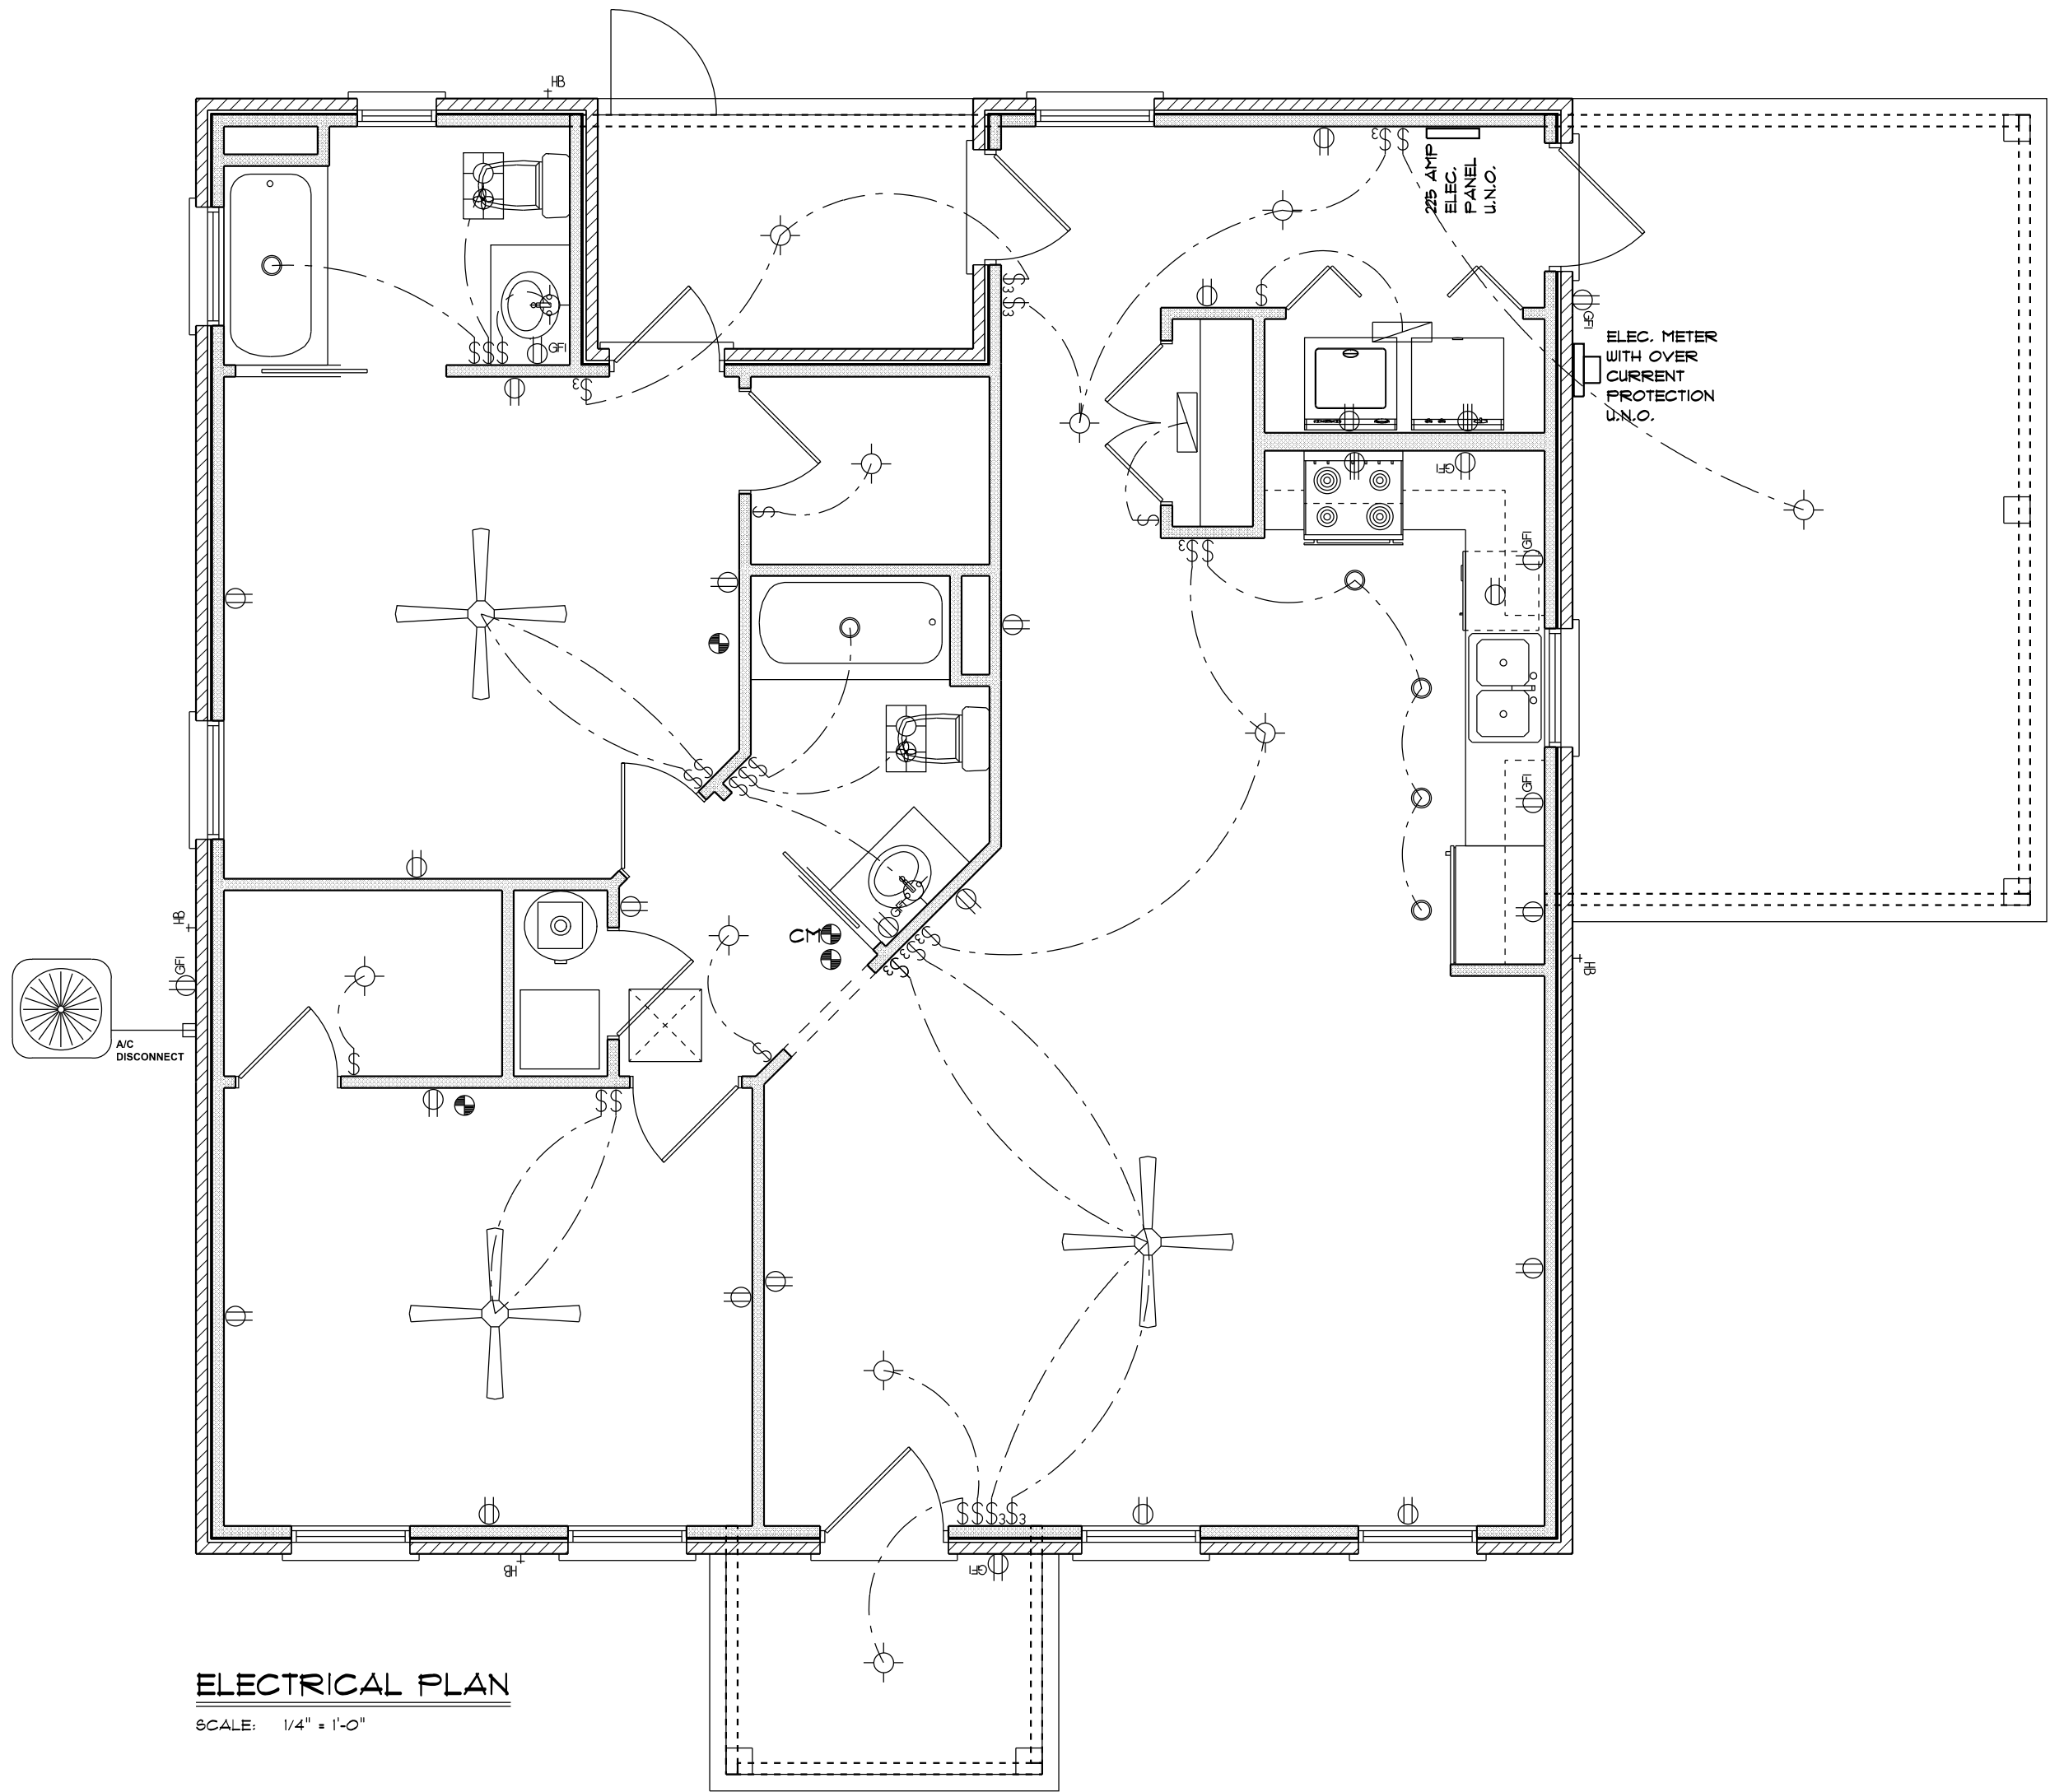 HB
225 AMP
ELEC.
PANEL
U.N.O.
GFI
GFI
ELEC. METER
WITH OVER
CURRENT
PROTECTION
U.N.O.
GFI
GFI
GFI
HB
CM
GFI
HB
A/C
DISCONNECT
GFI
HB
ELECTRICAL PLAN
SCALE: 1/4" = 1'-0"